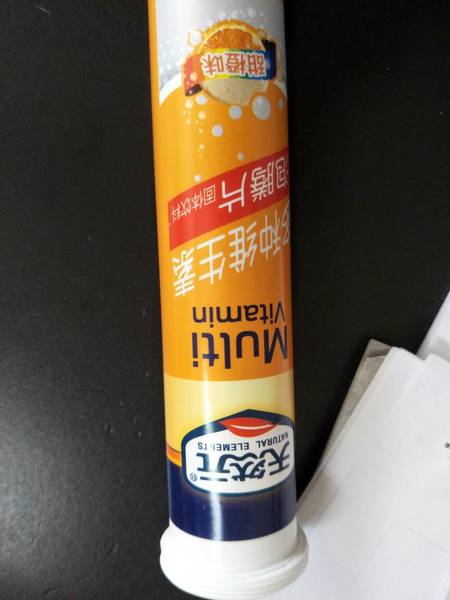 天然元®
NATURAL ELEMENTS
Multi
Vitamin
多种维生素
泡腾片 固体饮料
甜橙味